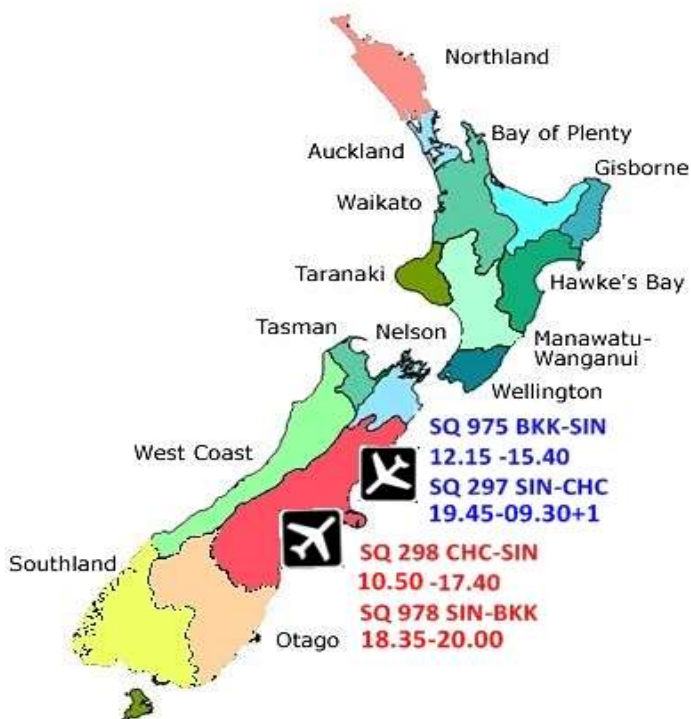 Northland
Bay of Plenty
Auckland
Gisborne
Waikato
Taranaki
Hawke's Bay
Tasman
Nelson
Manawatu-
Wanganui
Wellington
West Coast
SQ 975 BKK-SIN
12.15 -15.40
SQ 297 SIN-CHC
19.45-09.30+1
Southland
SQ 298 CHC-SIN
10.50 -17.40
SQ 978 SIN-BKK
18.35-20.00
Otago